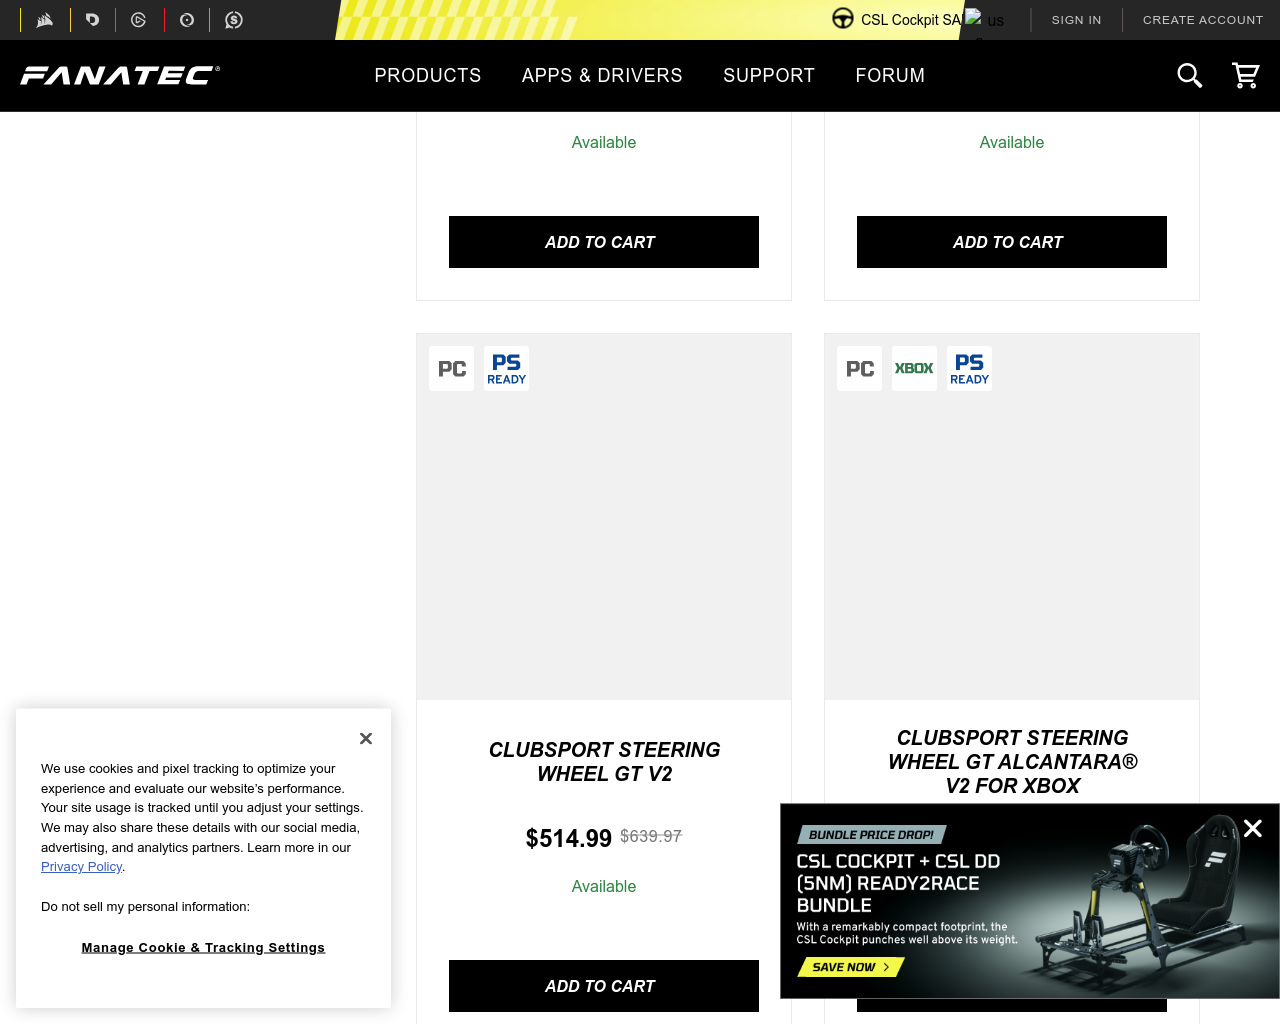 CSL Cockpit SA
us
SIGN IN
CREATE ACCOUNT
FANATEC®
PRODUCTS
APPS & DRIVERS
SUPPORT
FORUM
Available
Available
ADD TO CART
ADD TO CART
PC
PS
READY
PC
XBOX
PS
READY
CLUBSPORT STEERING
WHEEL GT V2
$514.99 $639.97
Available
ADD TO CART
CLUBSPORT STEERING
WHEEL GT ALCANTARA®
V2 FOR XBOX
We use cookies and pixel tracking to optimize your
experience and evaluate our website’s performance.
Your site usage is tracked until you adjust your settings.
We may also share these details with our social media,
advertising, and analytics partners. Learn more in our
Privacy Policy.
Do not sell my personal information:
Manage Cookie & Tracking Settings
BUNDLE PRICE DROP!
CSL COCKPIT + CSL DD
(5NM) READY2RACE
BUNDLE
With a remarkably compact footprint, the
CSL Cockpit punches well above its weight.
SAVE NOW